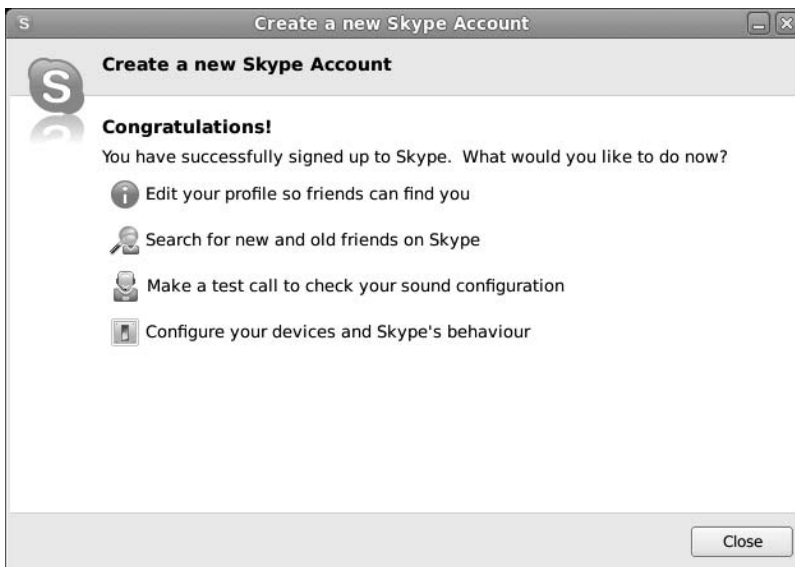 S Create a new Skype Account
S Create a new Skype Account
Congratulations!
You have successfully signed up to Skype. What would you like to do now?
i Edit your profile so friends can find you
Search for new and old friends on Skype
Make a test call to check your sound configuration
Configure your devices and Skype's behaviour
Close